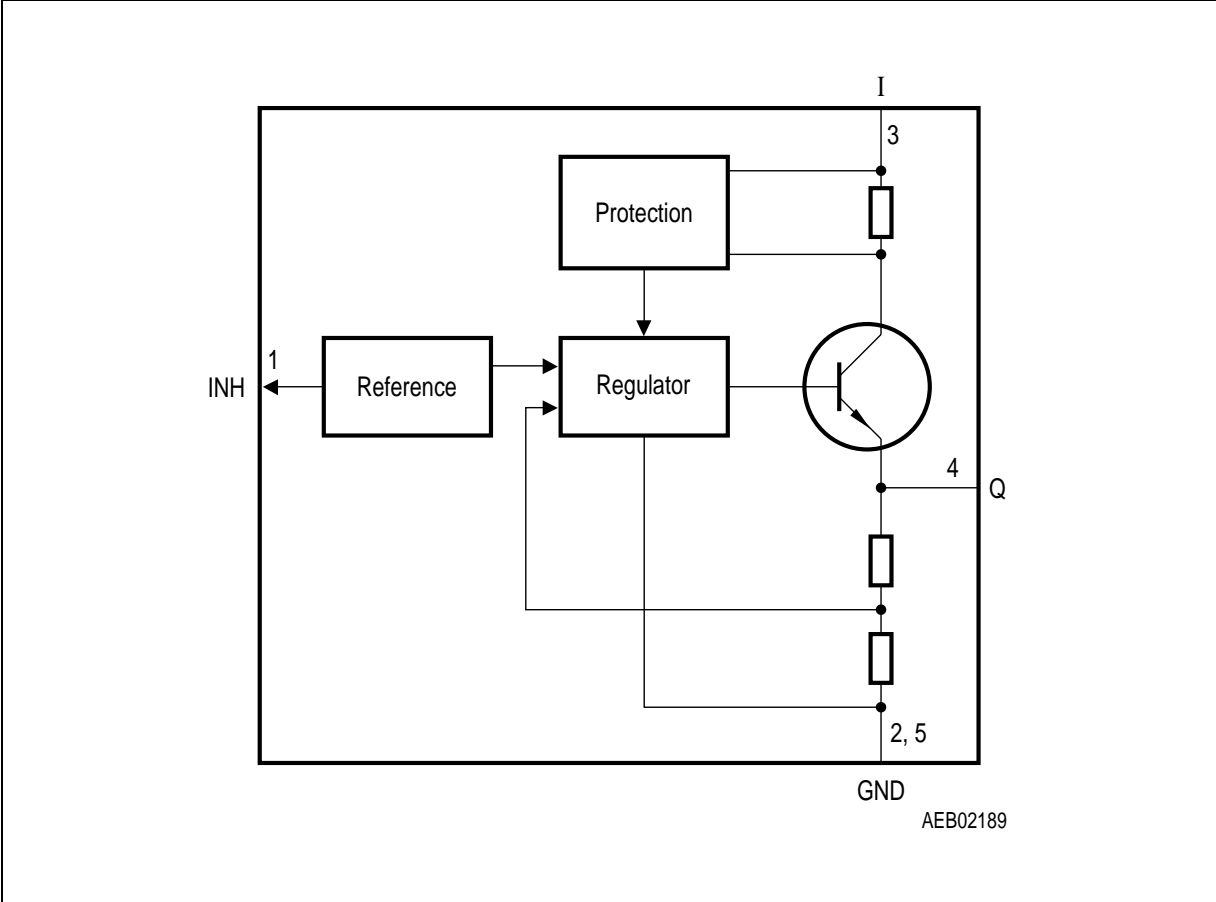 I
3
Protection
1
INH
Reference
Regulator
4
Q
2, 5
GND
AEB02189